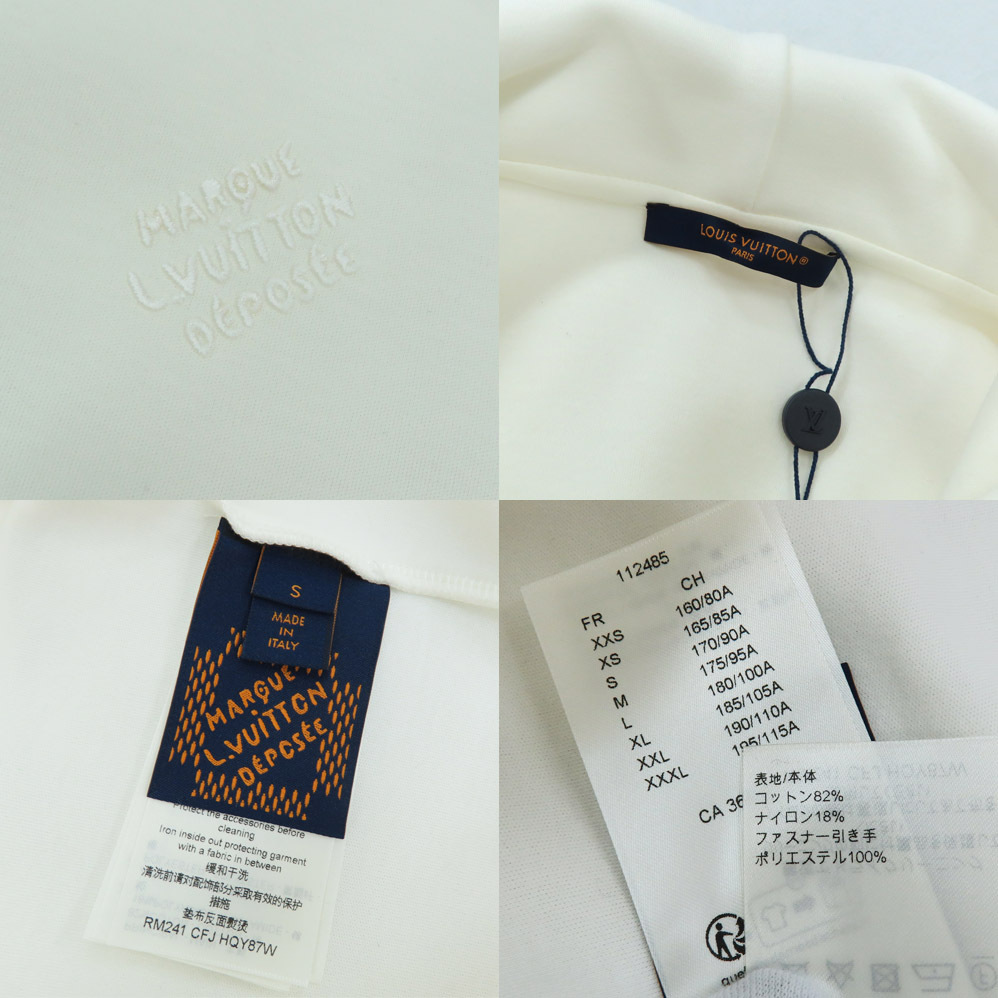 MARQUE
L.VUITTON
DÉPOSÉE
LOUIS VUITTON®
PARIS
S
MADE
IN
ITALY
MARQUE
L.VUITTON
DÉPOSÉE
Protect the accessories before
cleaning
Iron inside out protecting garment
with a fabric in between
缓和干洗
清洗前请对配饰部分采取有效的保护
措施
垫布反面熨烫
RM241 CFJ HQY87W
112485
FR CH
XXS 160/80A
XS 165/85A
S 170/90A
M 175/95A
L 180/100A
XL 185/105A
XXL 190/110A
XXXL 195/115A
CA 36
表地/本体
コットン82%
ナイロン18%
ファスナー引き手
ポリエステル100%